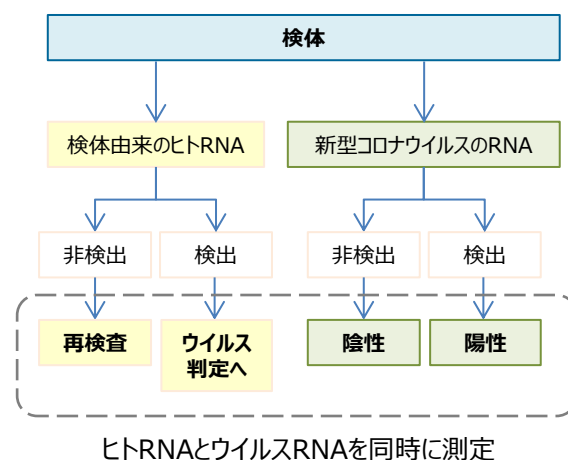 検体
検体由来のヒトRNA
新型コロナウイルスのRNA
非検出
検出
非検出
検出
再検査
ウイルス
判定へ
陰性
陽性
ヒトRNAとウイルスRNAを同時に測定